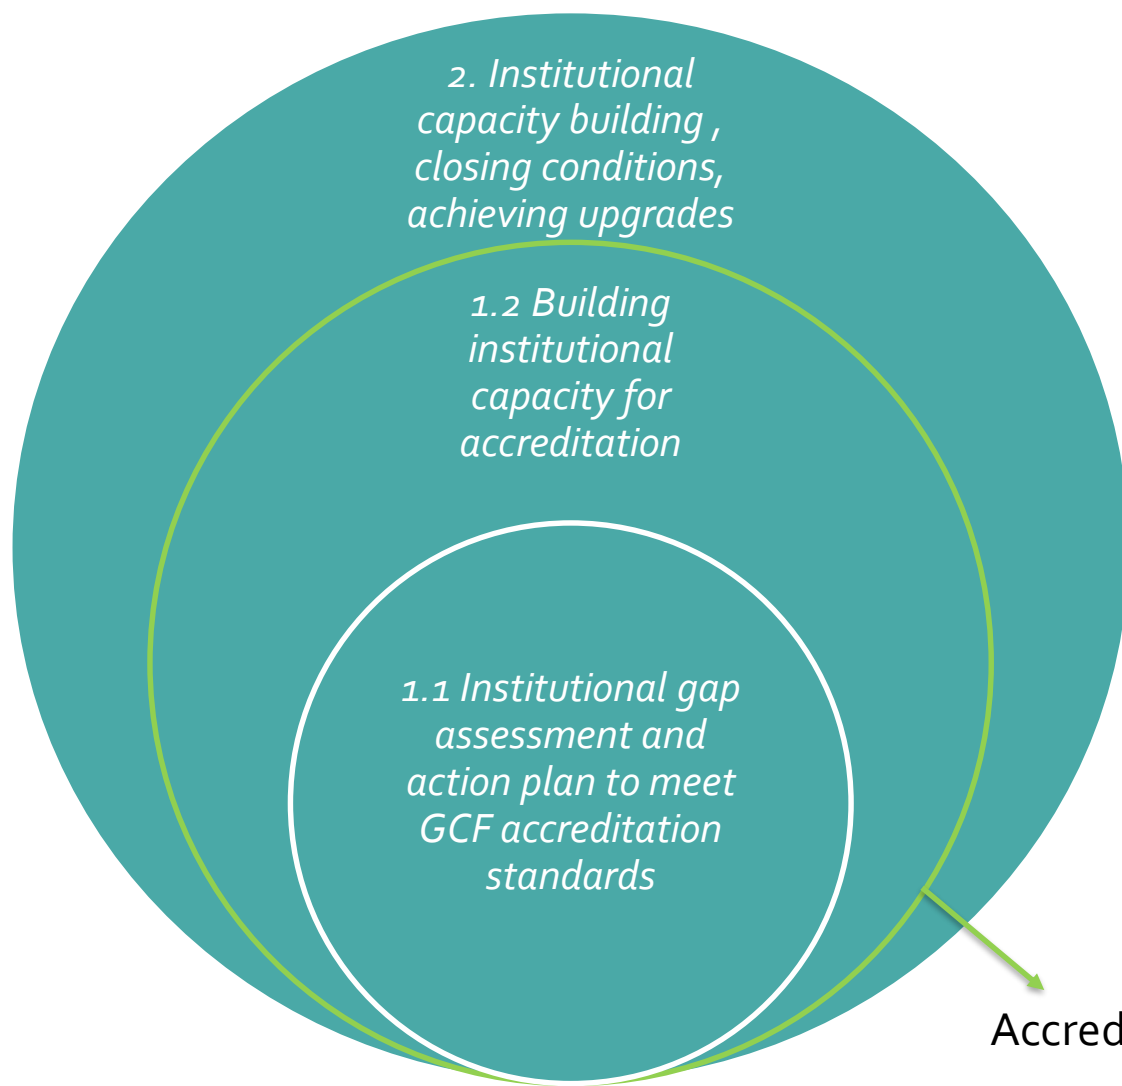 2. Institutional
capacity building ,
closing conditions,
achieving upgrades
1.2 Building
institutional
capacity for
accreditation
1.1 Institutional gap
assessment and
action plan to meet
GCF accreditation
standards
Accred